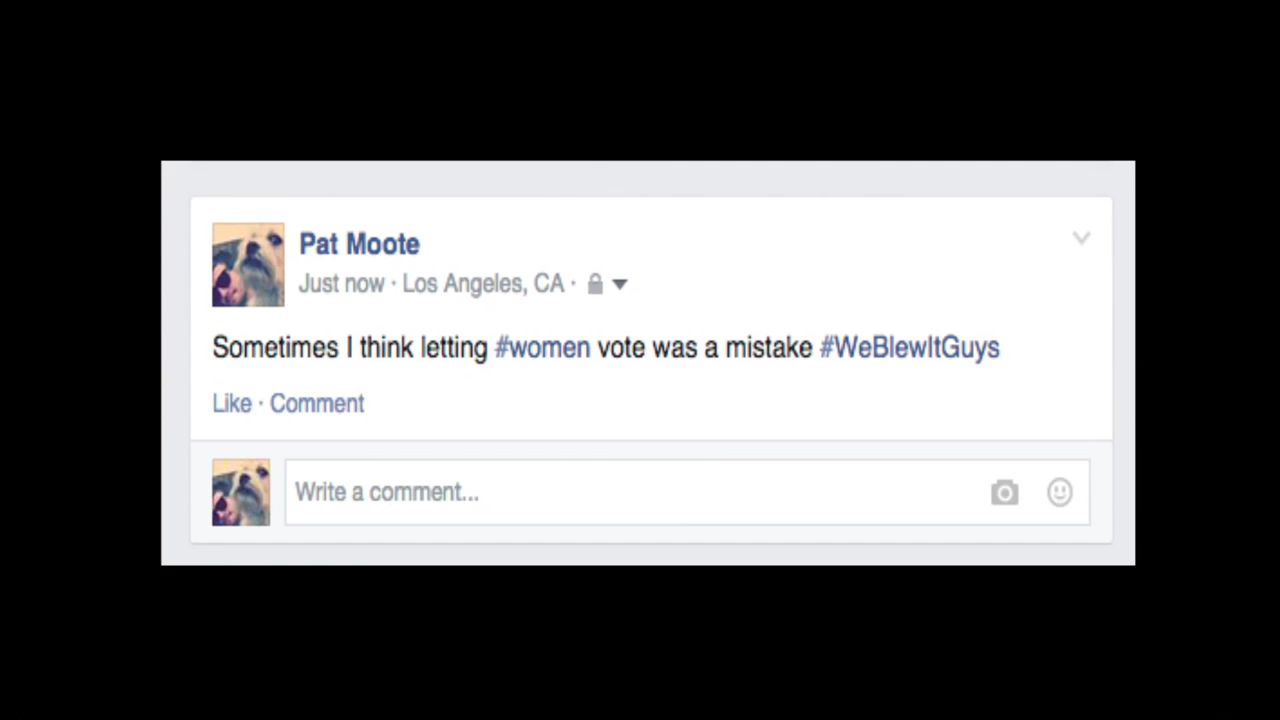 Pat Moote
Just now · Los Angeles, CA ·
Sometimes I think letting #women vote was a mistake #WeBlewItGuys
Like · Comment
Write a comment...